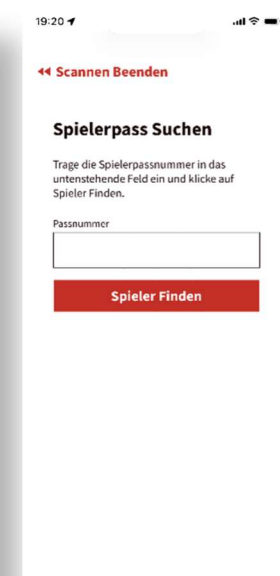 19:20
Scannen Beenden
Spielerpass Suchen
Trage die Spielerpassnummer in das
untenstehende Feld ein und klicke auf
Spieler Finden.
Passnummer
Spieler Finden